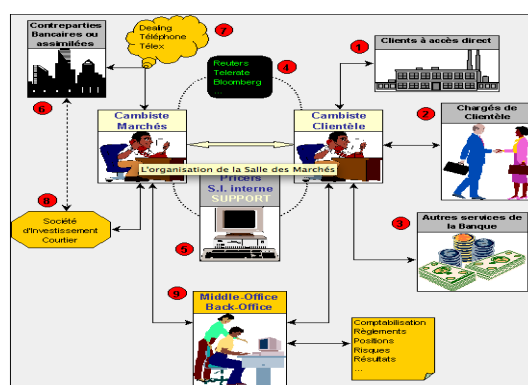 Contreparties
Bancaires ou
assimilées
Dealing
Téléphone
Télex
7
1
Clients à accès direct
Reuters
Telerate
Bloomberg
...
4
6
Cambiste
Marchés
Cambiste
Clientèle
2
Chargés de
Clientèle
L'organisation de la Salle des Marchés
Pricers
S.I. interne
SUPPORT
8
Société
d'Investissement
Courtier
5
3
Autres services de
la Banque
9
Middle-Office
Back-Office
Comptabilisation
Règlements
Positions
Risques
Résultats
...